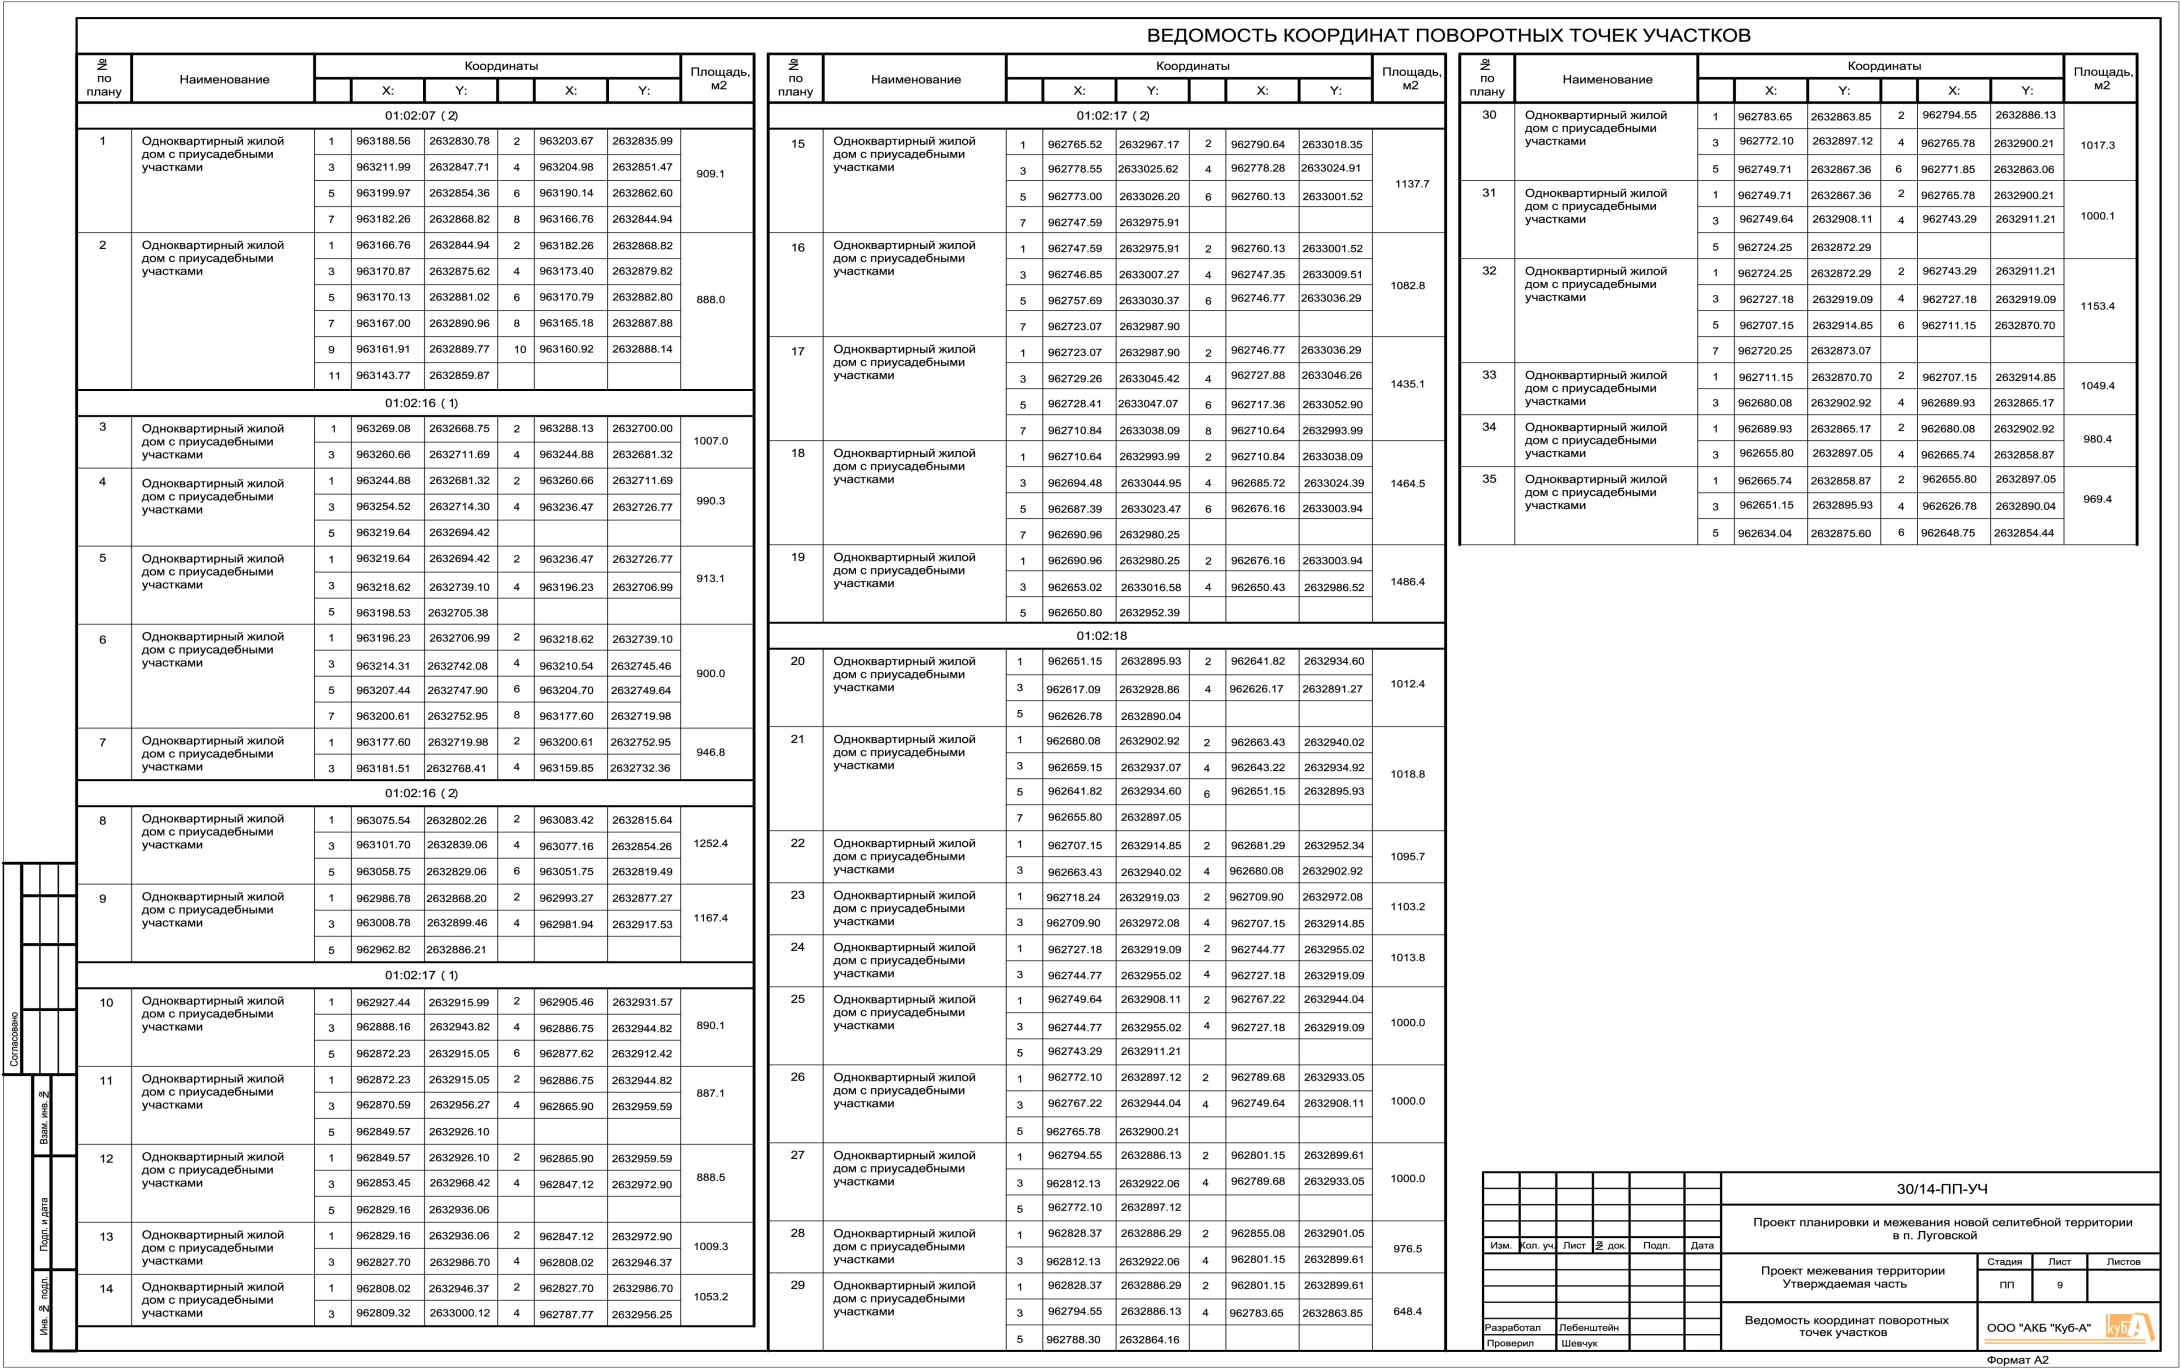 ВЕДОМОСТЬ КООРДИНАТ ПОВОРОТНЫХ ТОЧЕК УЧАСТКОВ
№ по плану Наименование Координаты Площадь, м2
X: Y: X: Y:
01:02:07 ( 2)
1 Одноквартирный жилой дом с приусадебными участками 909.1
1 963188.56 2632830.78 2 963203.67 2632835.99
3 963211.99 2632847.71 4 963204.98 2632851.47
5 963199.97 2632854.36 6 963190.14 2632862.60
7 963182.26 2632868.82 8 963166.76 2632844.94
2 Одноквартирный жилой дом с приусадебными участками 888.0
1 963166.76 2632844.94 2 963182.26 2632868.82
3 963170.87 2632875.62 4 963173.40 2632879.82
5 963170.13 2632881.02 6 963170.79 2632882.80
7 963167.00 2632890.96 8 963165.18 2632887.88
9 963161.91 2632889.77 10 963160.92 2632888.14
11 963143.77 2632859.87
01:02:16 ( 1)
3 Одноквартирный жилой дом с приусадебными участками 1007.0
1 963269.08 2632668.75 2 963288.13 2632700.00
3 963260.66 2632711.69 4 963244.88 2632681.32
4 Одноквартирный жилой дом с приусадебными участками 990.3
1 963244.88 2632681.32 2 963260.66 2632711.69
3 963254.52 2632714.30 4 963236.47 2632726.77
5 963219.64 2632694.42
5 Одноквартирный жилой дом с приусадебными участками 913.1
1 963219.64 2632694.42 2 963236.47 2632726.77
3 963218.62 2632739.10 4 963196.23 2632706.99
5 963198.53 2632705.38
6 Одноквартирный жилой дом с приусадебными участками 900.0
1 963196.23 2632706.99 2 963218.62 2632739.10
3 963214.31 2632742.08 4 963210.54 2632745.46
5 963207.44 2632747.90 6 963204.70 2632749.64
7 963200.61 2632752.95 8 963177.60 2632719.98
7 Одноквартирный жилой дом с приусадебными участками 946.8
1 963177.60 2632719.98 2 963200.61 2632752.95
3 963181.51 2632768.41 4 963159.85 2632732.36
01:02:16 ( 2)
8 Одноквартирный жилой дом с приусадебными участками 1252.4
1 963075.54 2632802.26 2 963083.42 2632815.64
3 963101.70 2632839.06 4 963077.16 2632854.26
5 963058.75 2632829.06 6 963051.75 2632819.49
9 Одноквартирный жилой дом с приусадебными участками 1167.4
1 962986.78 2632868.20 2 962993.27 2632877.27
3 963008.78 2632899.46 4 962981.94 2632917.53
5 962962.82 2632886.21
01:02:17 ( 1)
10 Одноквартирный жилой дом с приусадебными участками 890.1
1 962927.44 2632915.99 2 962905.46 2632931.57
3 962888.16 2632943.82 4 962886.75 2632944.82
5 962872.23 2632915.05 6 962877.62 2632912.42
11 Одноквартирный жилой дом с приусадебными участками 887.1
1 962872.23 2632915.05 2 962886.75 2632944.82
3 962870.59 2632956.27 4 962865.90 2632959.59
5 962849.57 2632926.10
12 Одноквартирный жилой дом с приусадебными участками 888.5
1 962849.57 2632926.10 2 962865.90 2632959.59
3 962853.45 2632968.42 4 962847.12 2632972.90
5 962829.16 2632936.06
13 Одноквартирный жилой дом с приусадебными участками 1009.3
1 962829.16 2632936.06 2 962847.12 2632972.90
3 962827.70 2632986.70 4 962808.02 2632946.37
14 Одноквартирный жилой дом с приусадебными участками 1053.2
1 962808.02 2632946.37 2 962827.70 2632986.70
3 962809.32 2633000.12 4 962787.77 2632956.25
№ по плану Наименование Координаты Площадь, м2
X: Y: X: Y:
01:02:17 ( 2)
15 Одноквартирный жилой дом с приусадебными участками 1137.7
1 962765.52 2632967.17 2 962790.64 2633018.35
3 962778.55 2633025.62 4 962778.28 2633024.91
5 962773.00 2633026.20 6 962760.13 2633001.52
7 962747.59 2632975.91
16 Одноквартирный жилой дом с приусадебными участками 1082.8
1 962747.59 2632975.91 2 962760.13 2633001.52
3 962746.85 2633007.27 4 962747.35 2633009.51
5 962757.69 2633030.37 6 962746.77 2633036.29
7 962723.07 2632987.90
17 Одноквартирный жилой дом с приусадебными участками 1435.1
1 962723.07 2632987.90 2 962746.77 2633036.29
3 962729.26 2633045.42 4 962727.88 2633046.26
5 962728.41 2633047.07 6 962717.36 2633052.90
7 962710.84 2633038.09 8 962710.64 2632993.99
18 Одноквартирный жилой дом с приусадебными участками 1464.5
1 962710.64 2632993.99 2 962710.84 2633038.09
3 962694.48 2633044.95 4 962685.72 2633024.39
5 962687.39 2633023.47 6 962676.16 2633003.94
7 962690.96 2632980.25
19 Одноквартирный жилой дом с приусадебными участками 1486.4
1 962690.96 2632980.25 2 962676.16 2633003.94
3 962653.02 2633016.58 4 962650.43 2632986.52
5 962650.80 2632952.39
01:02:18
20 Одноквартирный жилой дом с приусадебными участками 1012.4
1 962651.15 2632895.93 2 962641.82 2632934.60
3 962617.09 2632928.86 4 962626.17 2632891.27
5 962626.78 2632890.04
21 Одноквартирный жилой дом с приусадебными участками 1018.8
1 962680.08 2632902.92 2 962663.43 2632940.02
3 962659.15 2632937.07 4 962643.22 2632934.92
5 962641.82 2632934.60 6 962651.15 2632895.93
7 962655.80 2632897.05
22 Одноквартирный жилой дом с приусадебными участками 1095.7
1 962707.15 2632914.85 2 962681.29 2632952.34
3 962663.43 2632940.02 4 962680.08 2632902.92
23 Одноквартирный жилой дом с приусадебными участками 1103.2
1 962718.24 2632919.03 2 962709.90 2632972.08
3 962709.90 2632972.08 4 962707.15 2632914.85
24 Одноквартирный жилой дом с приусадебными участками 1013.8
1 962727.18 2632919.09 2 962744.77 2632955.02
3 962744.77 2632955.02 4 962727.18 2632919.09
25 Одноквартирный жилой дом с приусадебными участками 1000.0
1 962749.64 2632908.11 2 962767.22 2632944.04
3 962744.77 2632955.02 4 962727.18 2632919.09
5 962743.29 2632911.21
26 Одноквартирный жилой дом с приусадебными участками 1000.0
1 962772.10 2632897.12 2 962789.68 2632933.05
3 962767.22 2632944.04 4 962749.64 2632908.11
5 962765.78 2632900.21
27 Одноквартирный жилой дом с приусадебными участками 1000.0
1 962794.55 2632886.13 2 962801.15 2632899.61
3 962812.13 2632922.06 4 962789.68 2632933.05
5 962772.10 2632897.12
28 Одноквартирный жилой дом с приусадебными участками 976.5
1 962828.37 2632886.29 2 962855.08 2632901.05
3 962812.13 2632922.06 4 962801.15 2632899.61
29 Одноквартирный жилой дом с приусадебными участками 648.4
1 962828.37 2632886.29 2 962801.15 2632899.61
3 962794.55 2632886.13 4 962783.65 2632863.85
5 962788.30 2632864.16
№ по плану Наименование Координаты Площадь, м2
X: Y: X: Y:
30 Одноквартирный жилой дом с приусадебными участками 1017.3
1 962783.65 2632863.85 2 962794.55 2632886.13
3 962772.10 2632897.12 4 962765.78 2632900.21
5 962749.71 2632867.36 6 962771.85 2632863.06
31 Одноквартирный жилой дом с приусадебными участками 1000.1
1 962749.71 2632867.36 2 962765.78 2632900.21
3 962749.64 2632908.11 4 962743.29 2632911.21
5 962724.25 2632872.29
32 Одноквартирный жилой дом с приусадебными участками 1153.4
1 962724.25 2632872.29 2 962743.29 2632911.21
3 962727.18 2632919.09 4 962727.18 2632919.09
5 962707.15 2632914.85 6 962711.15 2632870.70
7 962720.25 2632873.07
33 Одноквартирный жилой дом с приусадебными участками 1049.4
1 962711.15 2632870.70 2 962707.15 2632914.85
3 962680.08 2632902.92 4 962689.93 2632865.17
34 Одноквартирный жилой дом с приусадебными участками 980.4
1 962689.93 2632865.17 2 962680.08 2632902.92
3 962655.80 2632897.05 4 962665.74 2632858.87
35 Одноквартирный жилой дом с приусадебными участками 969.4
1 962665.74 2632858.87 2 962655.80 2632897.05
3 962651.15 2632895.93 4 962626.78 2632890.04
5 962634.04 2632875.60 6 962648.75 2632854.44
Согласовано
Взам. инв. №
Подп. и дата
Инв. № подл.
30/14-ПП-УЧ
Проект планировки и межевания новой селитебной территории
в п. Луговской
Изм. Кол. уч. Лист № док. Подп. Дата
Проект межевания территории
Утверждаемая часть
Стадия Лист Листов
ПП 9
Разработал Лебенштейн
Проверил Шевчук
Ведомость координат поворотных
точек участков
ООО "АКБ "Куб-А"
куб А
Формат А2